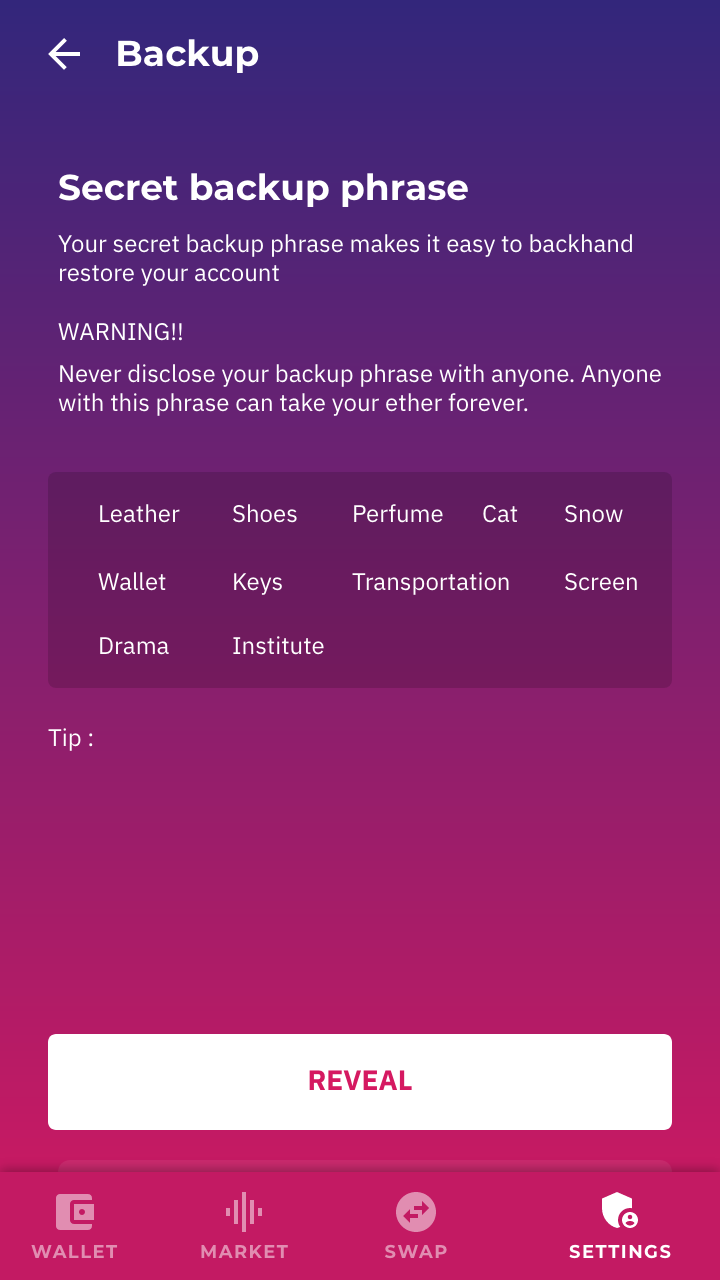 Backup
Secret backup phrase
Your secret backup phrase makes it easy to backhand
restore your account
WARNING!!
Never disclose your backup phrase with anyone. Anyone
with this phrase can take your ether forever.
Leather Shoes Perfume Cat Snow
Wallet Keys Transportation Screen
Drama Institute
Tip :
REVEAL
WALLET MARKET SWAP SETTINGS